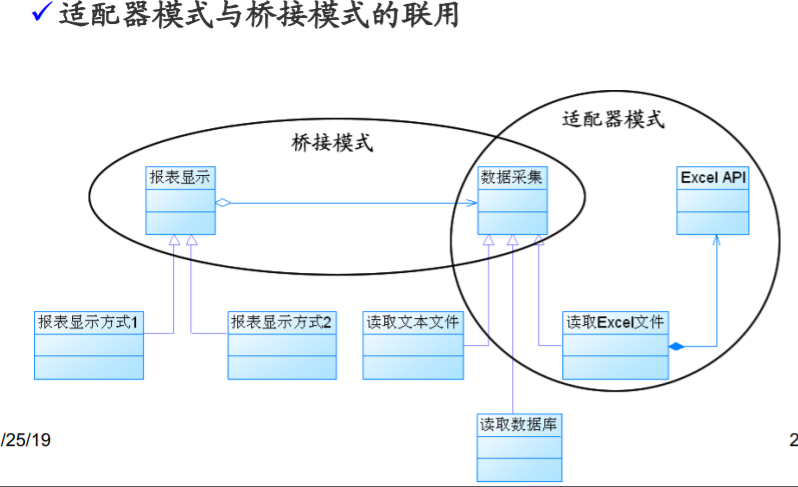 ✓适配器模式与桥接模式的联用
适配器模式
桥接模式
报表显示
数据采集
Excel API
报表显示方式1
报表显示方式2
读取文本文件
读取Excel文件
读取数据库
/25/19
2